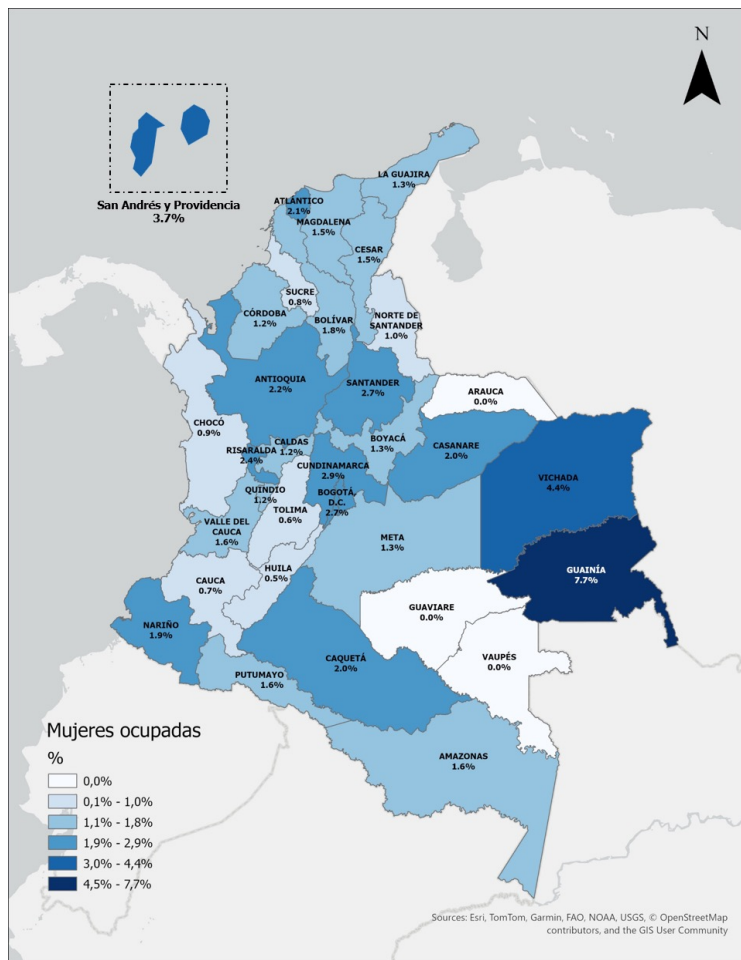 N
San Andrés y Providencia
3.7%
LA GUAJIRA
1.3%
ATLÁNTICO
2.1%
MAGDALENA
1.5%
CESAR
1.5%
SUCRE
0.8%
CÓRDOBA
1.2%
BOLÍVAR
1.8%
NORTE DE
SANTANDER
1.0%
ANTIOQUIA
2.2%
SANTANDER
2.7%
ARAUCA
0.0%
CHOCÓ
0.9%
RISARALDA
2.4%
CALDAS
1.2%
BOYACÁ
1.3%
CASANARE
2.0%
CUNDINAMARCA
2.9%
VICHADA
4.4%
QUINDIO
1.2%
BOGOTÁ,
D.C.
2.7%
TOLIMA
0.6%
VALLE DEL
CAUCA
1.6%
META
1.3%
HUILA
0.5%
GUAINÍA
7.7%
CAUCA
0.7%
GUAVIARE
0.0%
NARIÑO
1.9%
CAQUETÁ
2.0%
VAUPÉS
0.0%
PUTUMAYO
1.6%
AMAZONAS
1.6%
Mujeres ocupadas
%
0,0%
0,1% - 1,0%
1,1% - 1,8%
1,9% - 2,9%
3,0% - 4,4%
4,5% - 7,7%
Sources: Esri, TomTom, Garmin, FAO, NOAA, USGS, © OpenStreetMap
contributors, and the GIS User Community